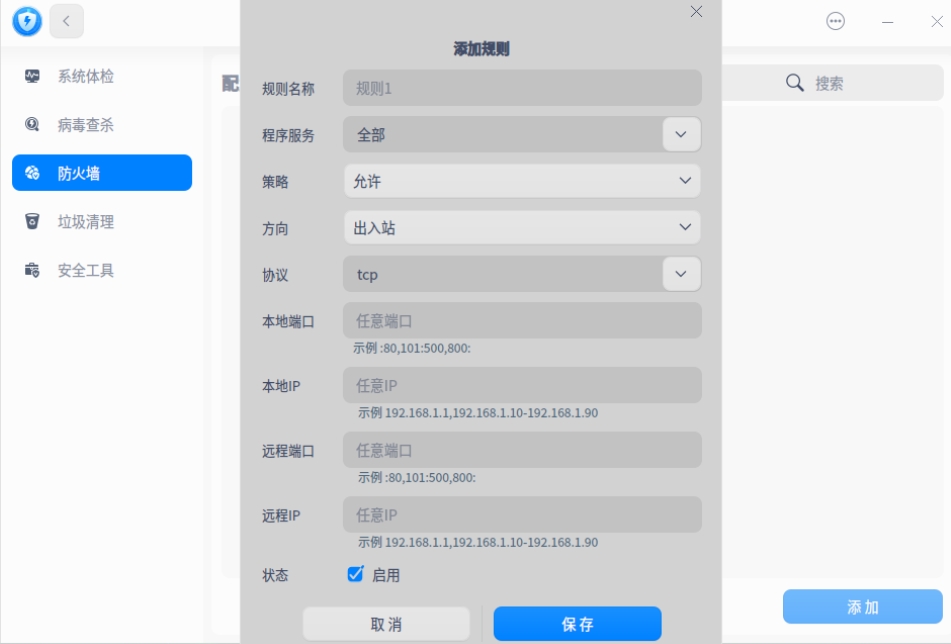 添加规则
系统体检
病毒查杀
防火墙
垃圾清理
安全工具
配
搜索
规则名称 规则1
程序服务 全部
策略 允许
方向 出入站
协议 tcp
本地端口 任意端口
示例 :80,101:500,800:
本地IP 任意IP
示例 192.168.1.1,192.168.1.10-192.168.1.90
远程端口 任意端口
示例 :80,101:500,800:
远程IP 任意IP
示例 192.168.1.1,192.168.1.10-192.168.1.90
状态 启用
取消 保存
添加